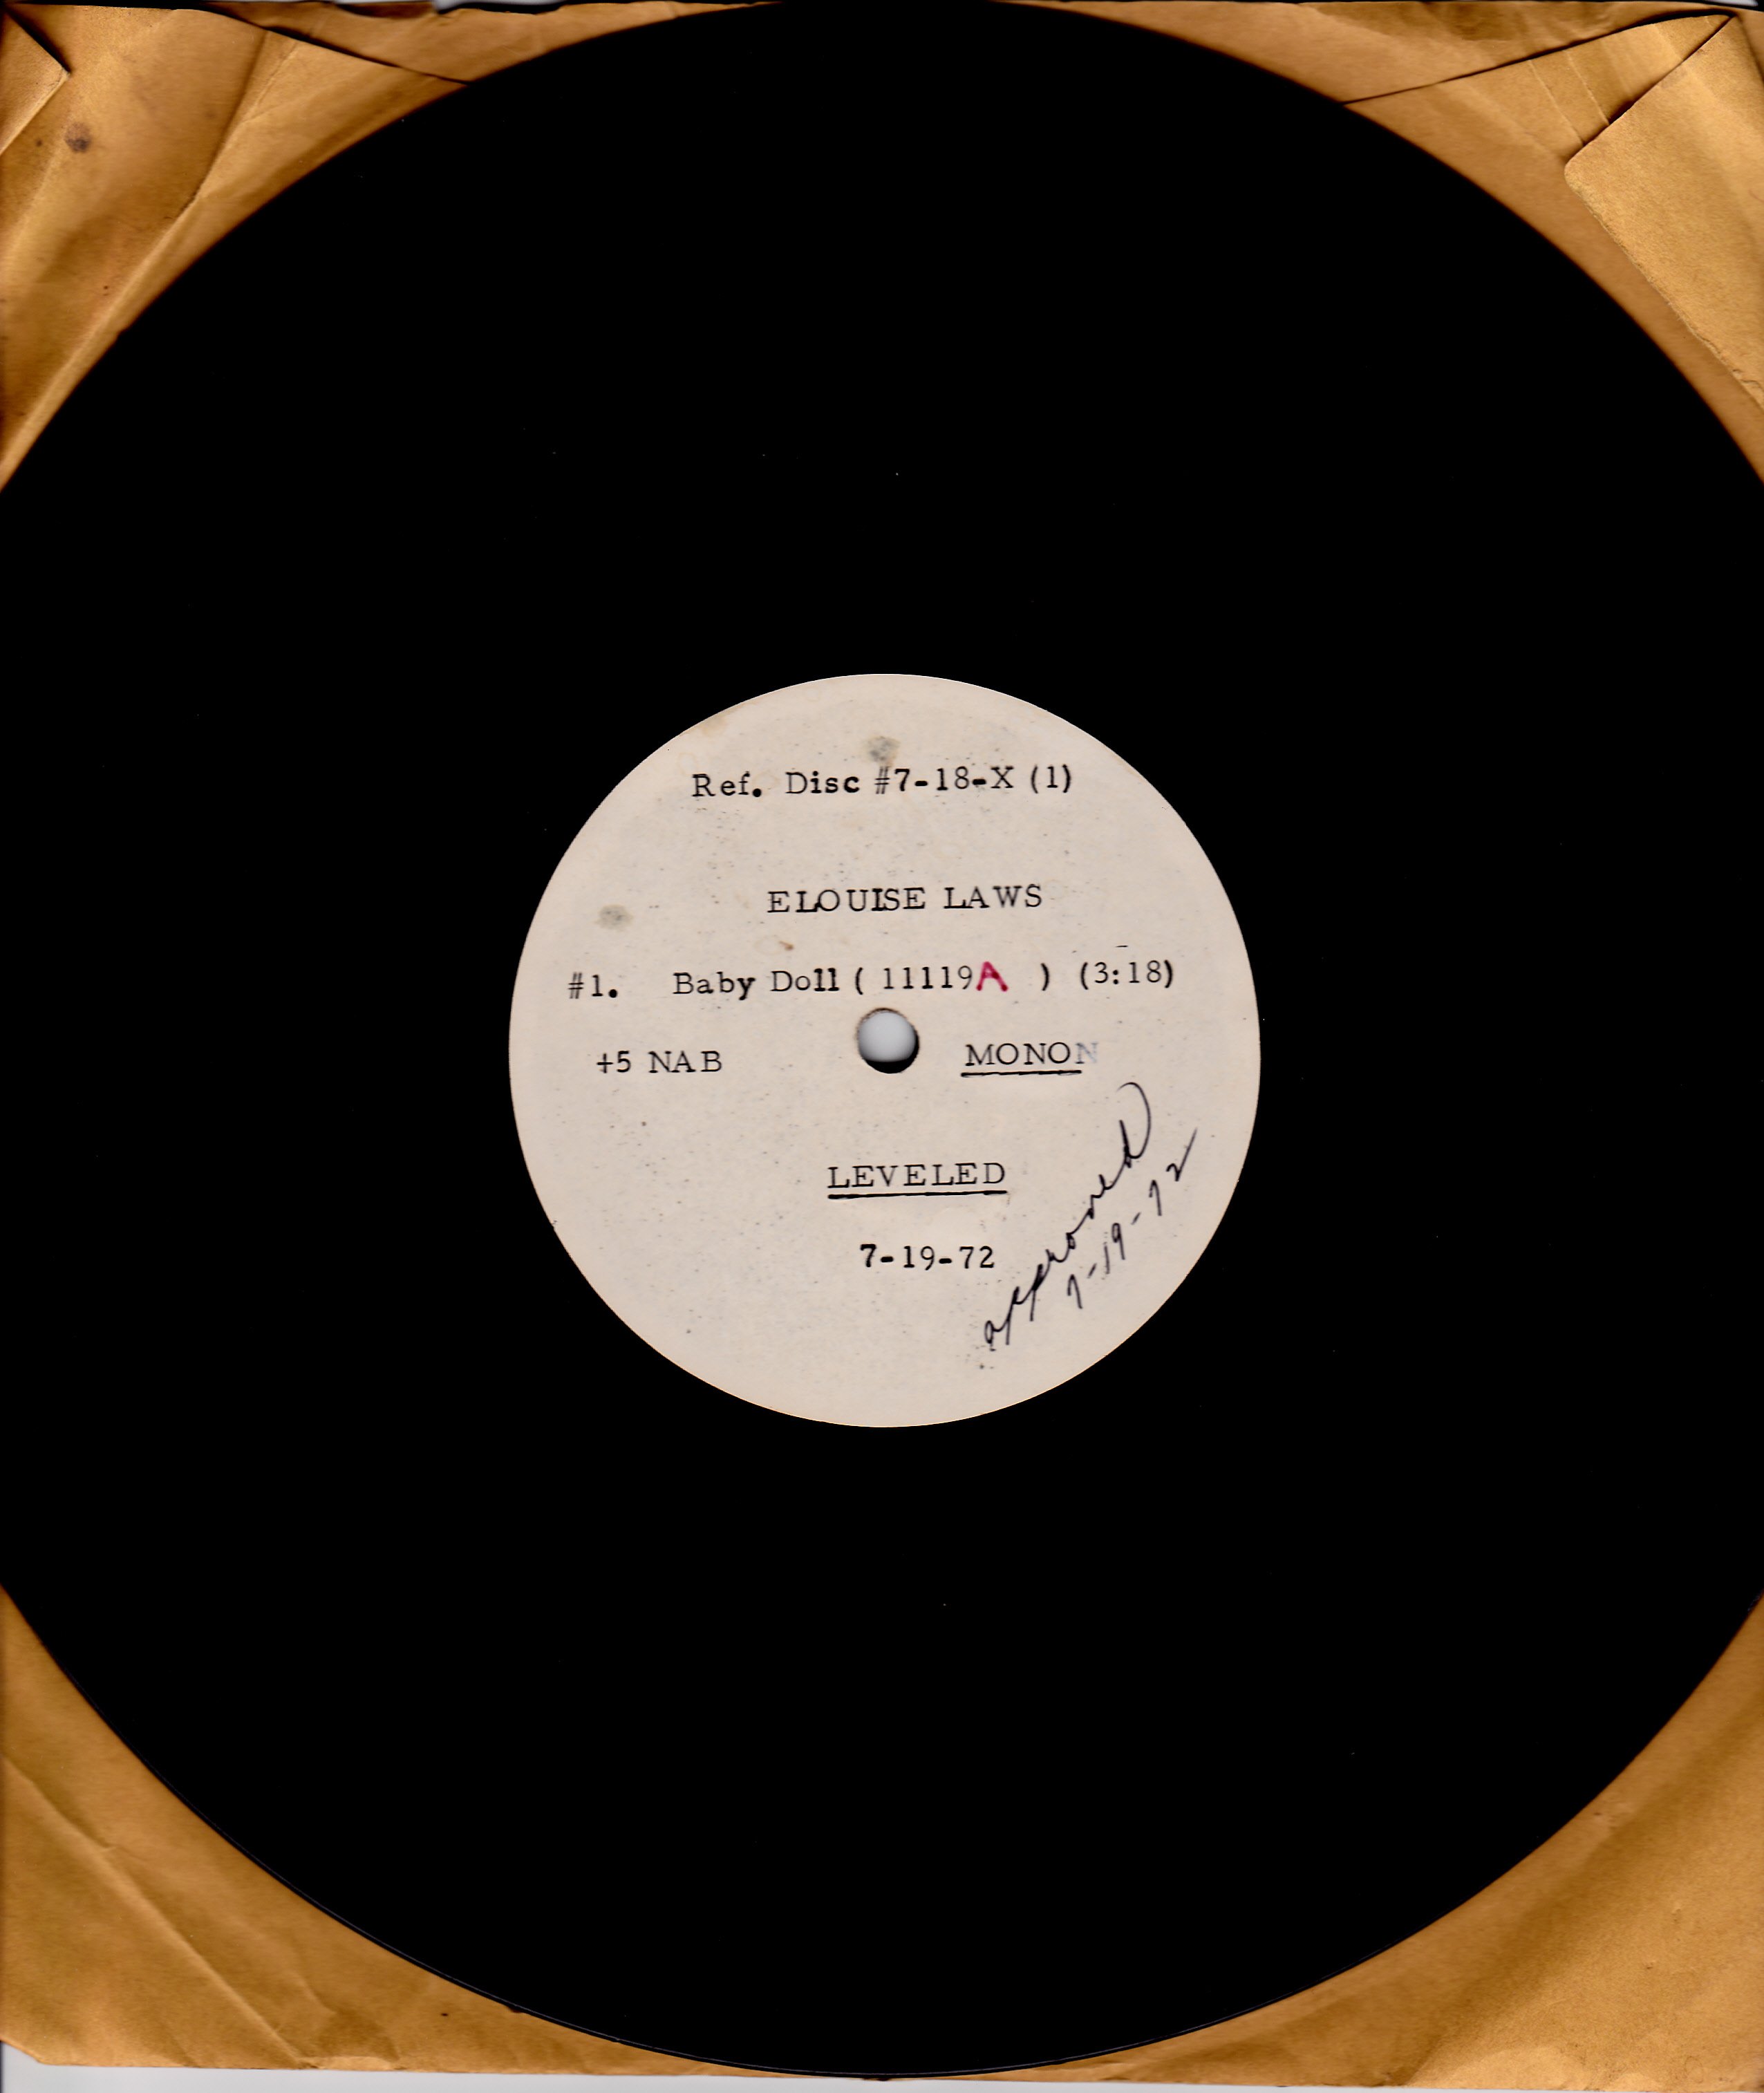 Ref. Disc #7-18-X (1)
ELOUISE LAWS
#1. Baby Doll ( 11119A ) (3:18)
+5 NAB MONON
LEVELED
7-19-72
approved
7-19-72